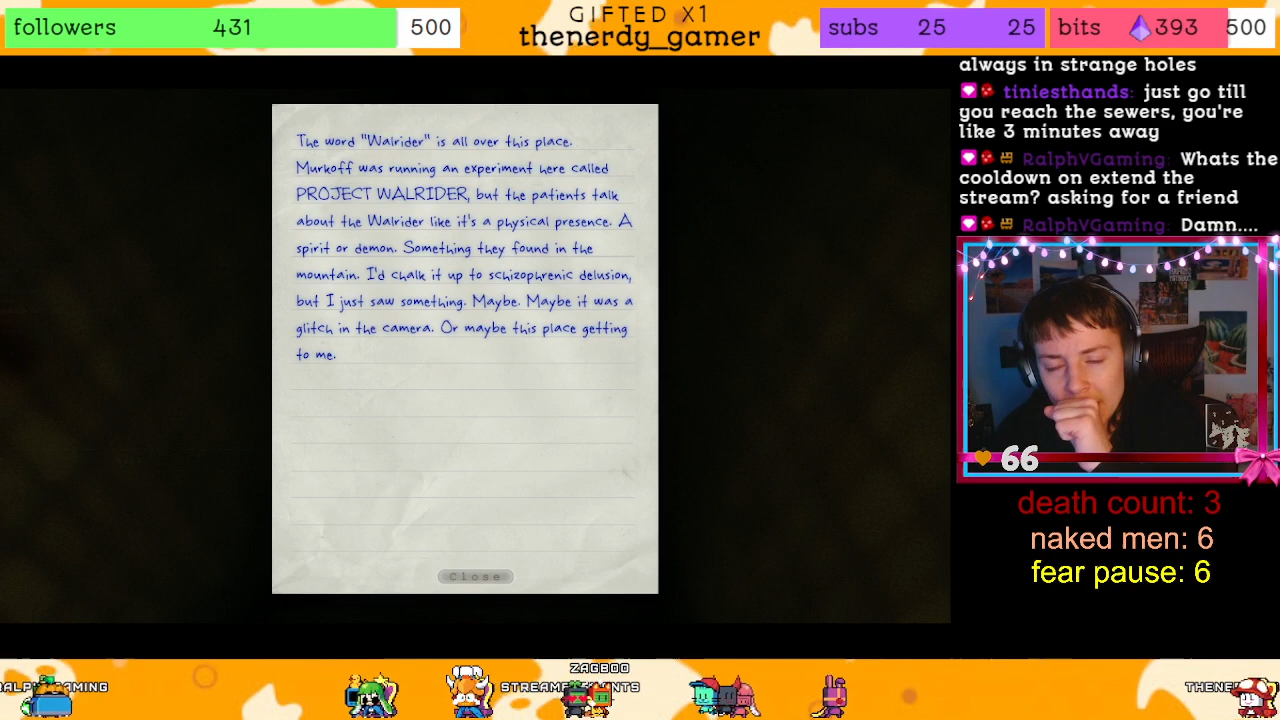 followers 431 500
GIFTED X1
thenerdy_gamer
subs 25 25
bits 393 500
always in strange holes
tiniesthands: just go till
you reach the sewers, you're
like 3 minutes away
RalphVGaming: Whats the
cooldown on extend the
stream? asking for a friend
RalphVGaming: Damn....
The word "Walrider" is all over this place.
Murkoff was running an experiment here called
PROJECT WALRIDER, but the patients talk
about the Walrider like it's a physical presence. A
spirit or demon. Something they found in the
mountain. I'd chalk it up to schizophrenic delusion,
but I just saw something. Maybe. Maybe it was a
glitch in the camera. Or maybe this place getting
to me.
Close
66
death count: 3
naked men: 6
fear pause: 6
ZAGBOO